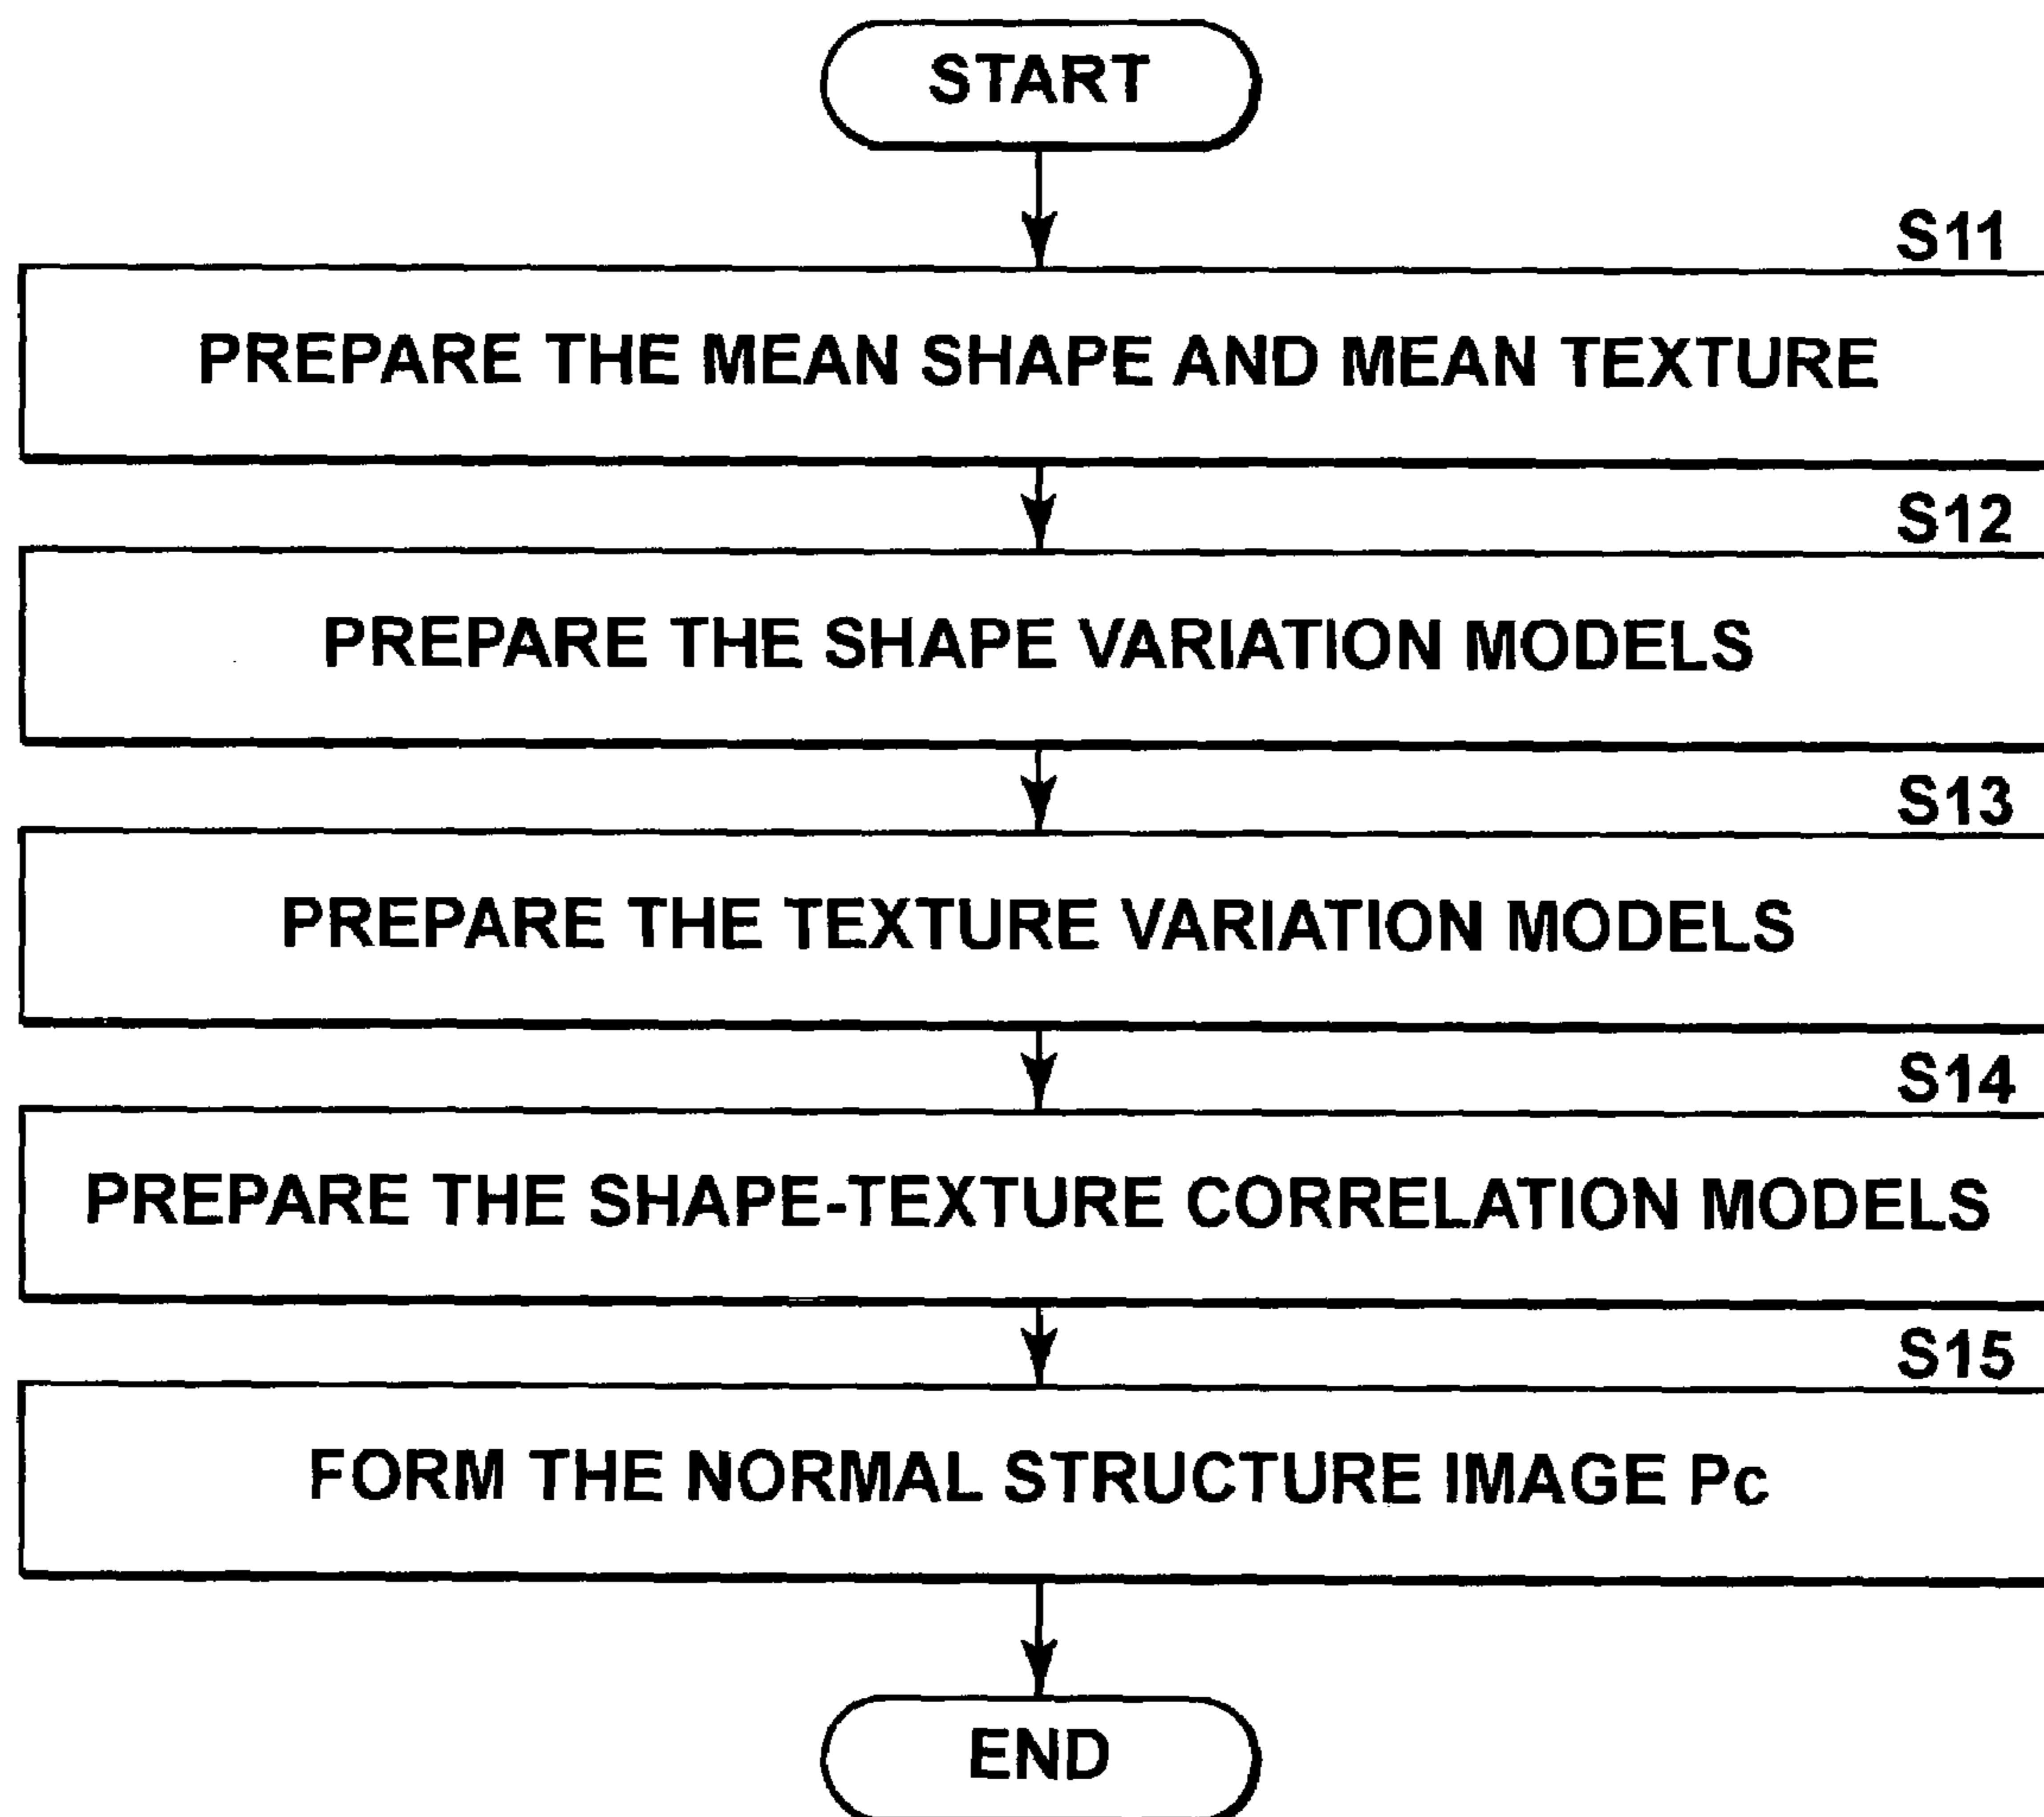 START
S11
PREPARE THE MEAN SHAPE AND MEAN TEXTURE
S12
PREPARE THE SHAPE VARIATION MODELS
S13
PREPARE THE TEXTURE VARIATION MODELS
S14
PREPARE THE SHAPE-TEXTURE CORRELATION MODELS
S15
FORM THE NORMAL STRUCTURE IMAGE Pc
END